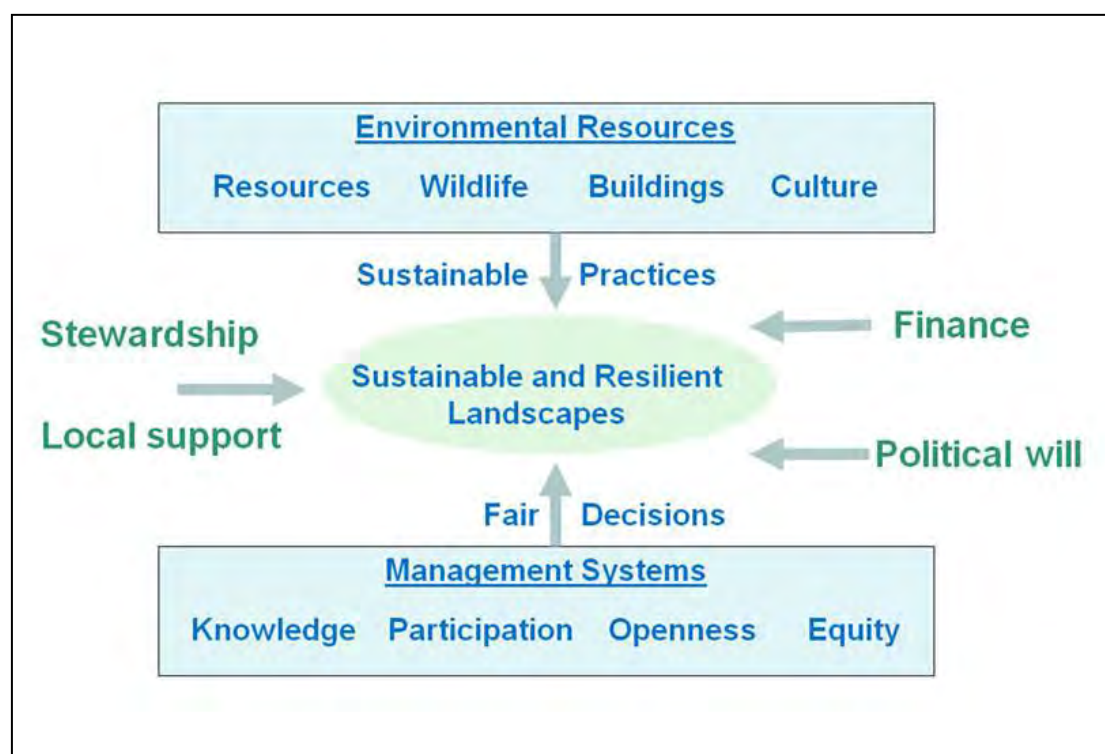 Environmental Resources
Resources Wildlife Buildings Culture
Sustainable Practices
Stewardship
Finance
Sustainable and Resilient
Landscapes
Local support
Political will
Fair Decisions
Management Systems
Knowledge Participation Openness Equity